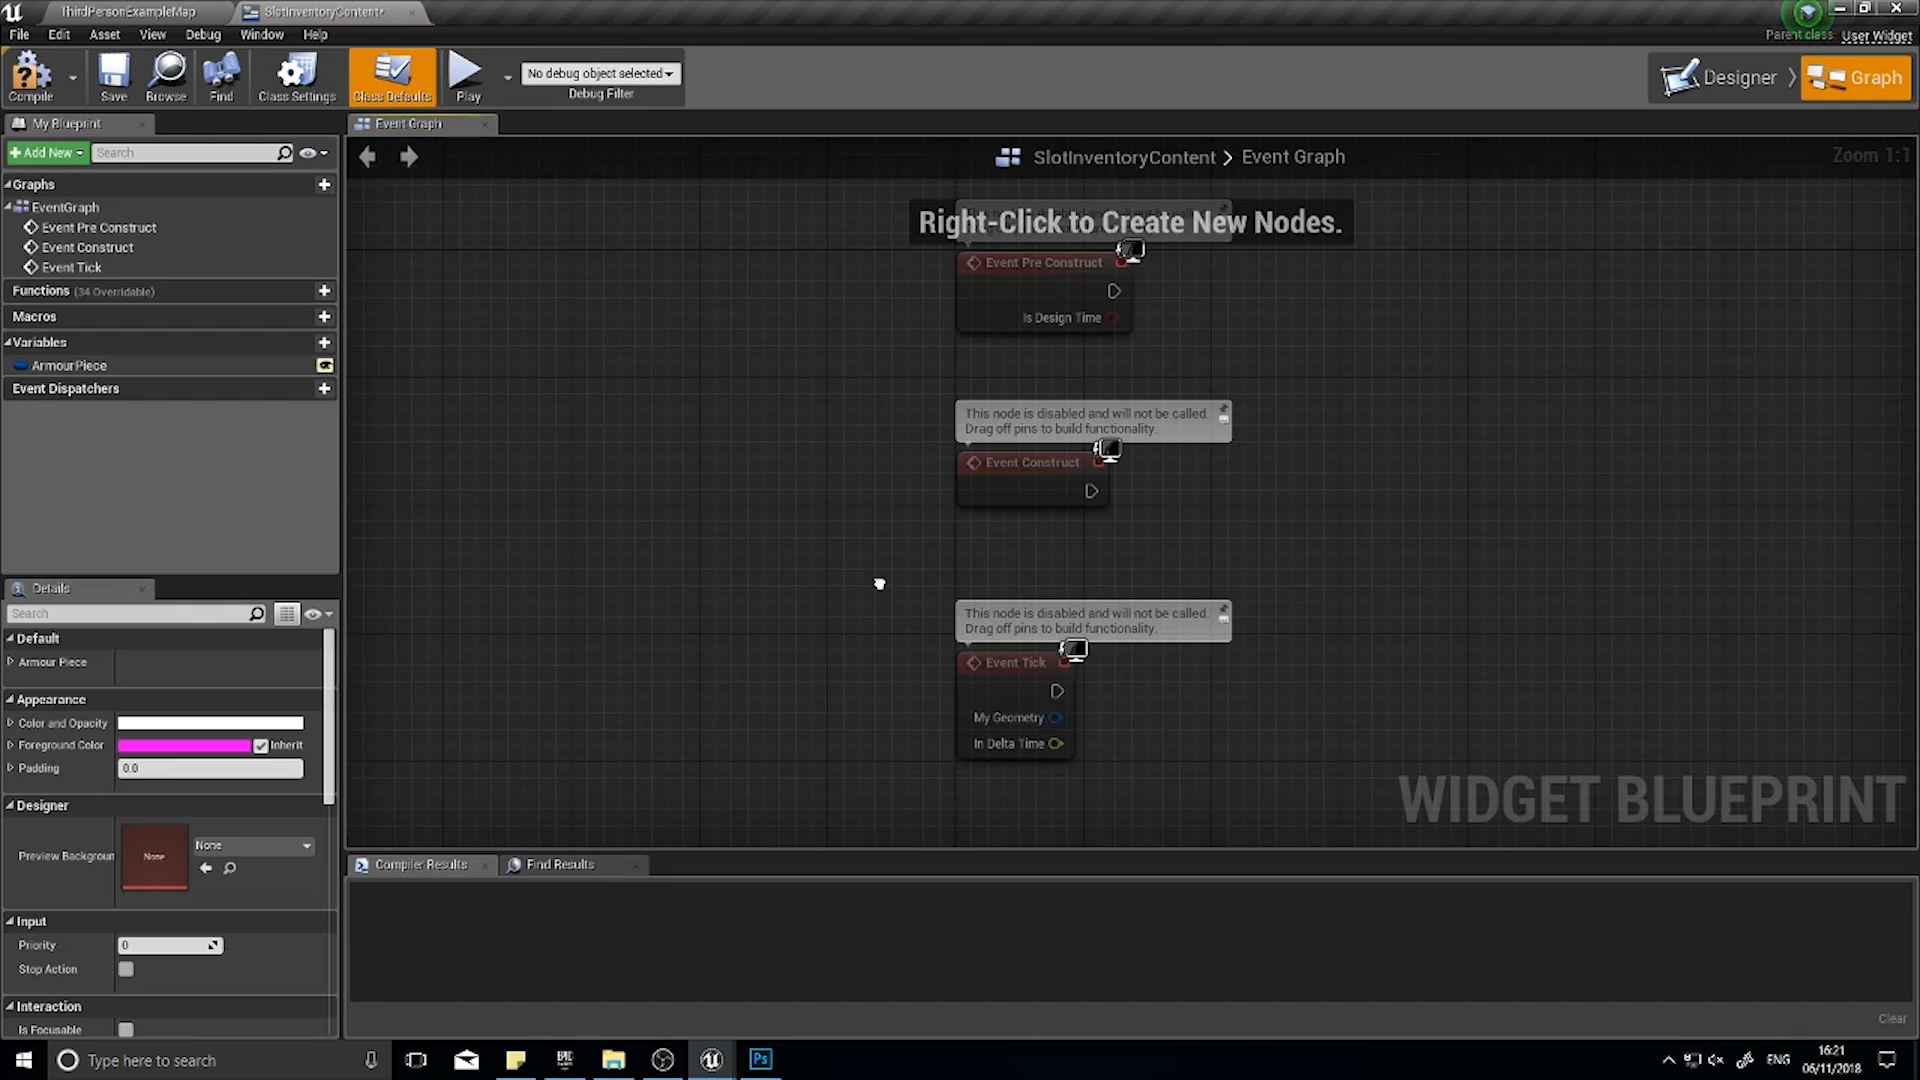 ThirdPersonExampleMap
SlotInventoryContent*
File Edit Asset View Debug Window Help
Parent class: User Widget
Compile
Save
Browse
Find
Class Settings
Class Defaults
Play
No debug object selected
Debug Filter
Designer
Graph
My Blueprint
Event Graph
Add New
Search
SlotInventoryContent > Event Graph
Zoom 1:1
Graphs
EventGraph
Event Pre Construct
Event Construct
Event Tick
Functions (34 Overridable)
Macros
Variables
ArmourPiece
Event Dispatchers
Right-Click to Create New Nodes.
Event Pre Construct
Is Design Time
This node is disabled and will not be called.
Drag off pins to build functionality.
Event Construct
This node is disabled and will not be called.
Drag off pins to build functionality.
Event Tick
My Geometry
In Delta Time
WIDGET BLUEPRINT
Details
Search
Default
Armour Piece
Appearance
Color and Opacity
Foreground Color
Inherit
Padding
0.0
Designer
Preview Backgroun
None
None
Input
Priority
0
Stop Action
Interaction
Is Focusable
Compiler Results
Find Results
Clear
Type here to search
EPIC
Ps
ENG
16:21
06/11/2018